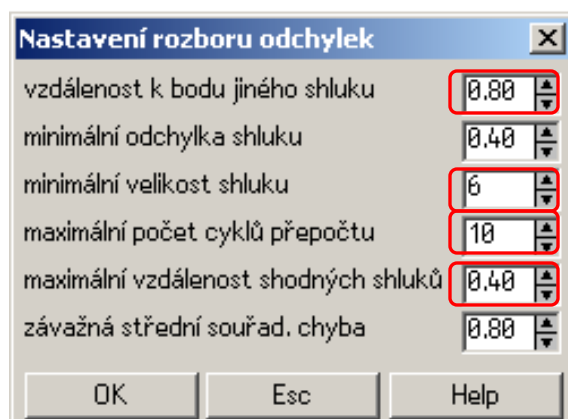 Nastavení rozboru odchylek
vzdálenost k bodu jiného shluku 0.80
minimální odchylka shluku 0.40
minimální velikost shluku 6
maximální počet cyklů přepočtu 10
maximální vzdálenost shodných shluků 0.40
závažná střední souřad. chyba 0.80
OK Esc Help